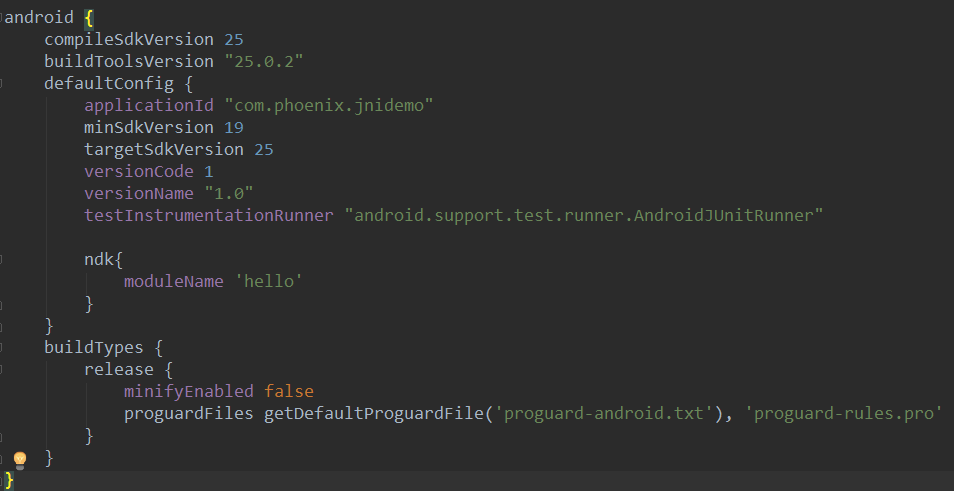 android {
    compileSdkVersion 25
    buildToolsVersion "25.0.2"
    defaultConfig {
        applicationId "com.phoenix.jnidemo"
        minSdkVersion 19
        targetSdkVersion 25
        versionCode 1
        versionName "1.0"
        testInstrumentationRunner "android.support.test.runner.AndroidJUnitRunner"

        ndk{
            moduleName 'hello'
        }
    }
    buildTypes {
        release {
            minifyEnabled false
            proguardFiles getDefaultProguardFile('proguard-android.txt'), 'proguard-rules.pro'
        }
    }
}